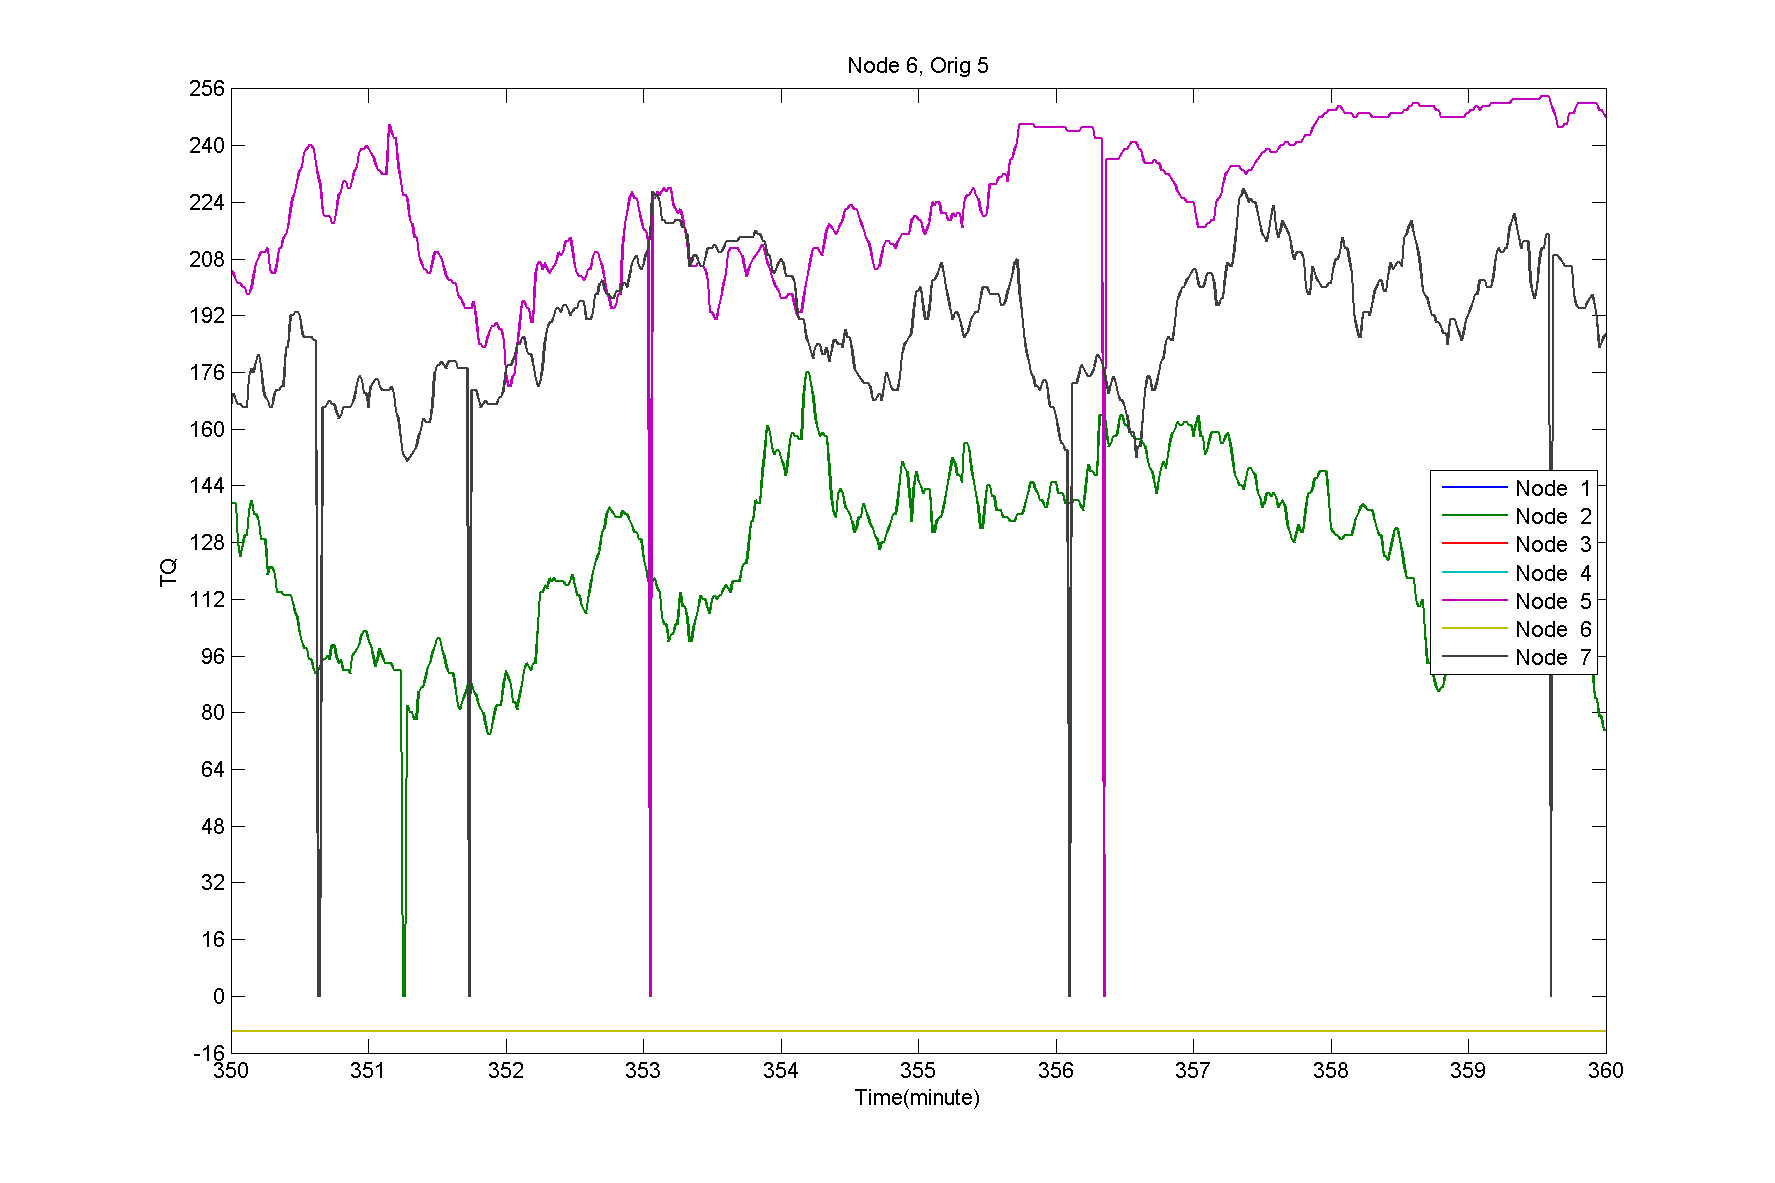 Node 6, Orig 5
256
240
224
208
192
176
160
144
128
112
96
80
64
48
32
16
0
-16
TQ
Node 1
Node 2
Node 3
Node 4
Node 5
Node 6
Node 7
350 351 352 353 354 355 356 357 358 359 360
Time(minute)